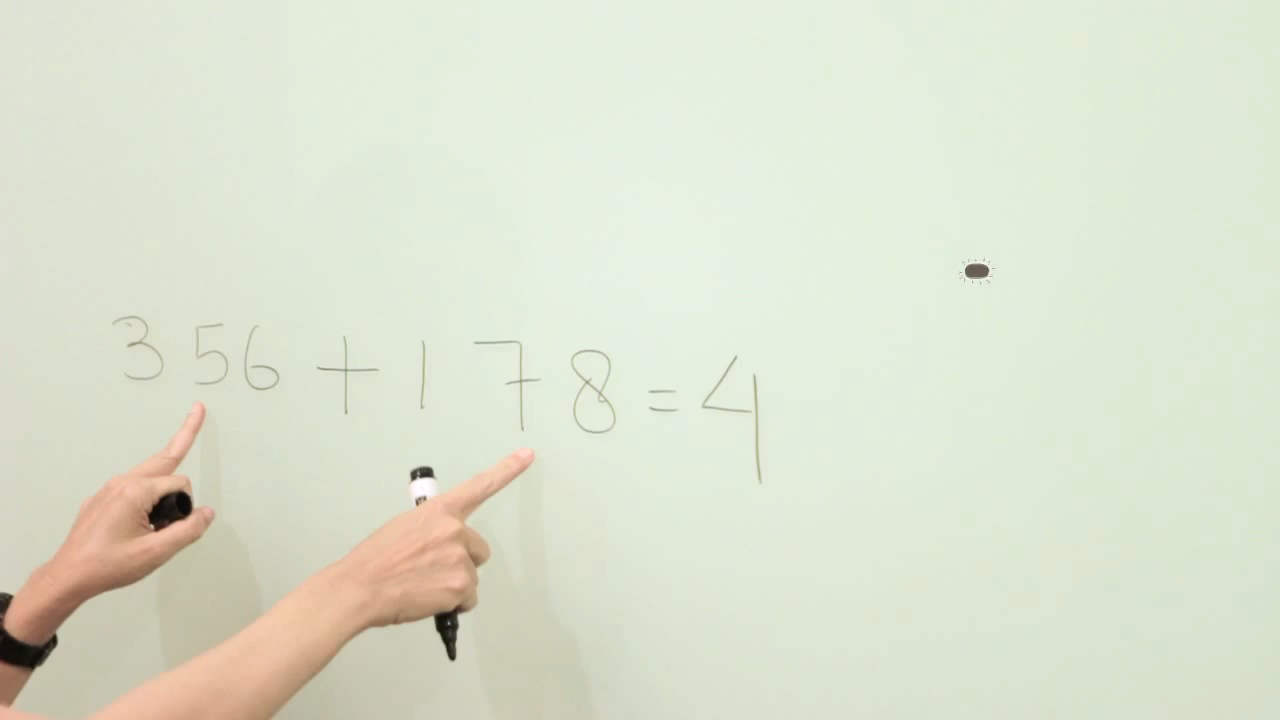 356 + 178 = 4